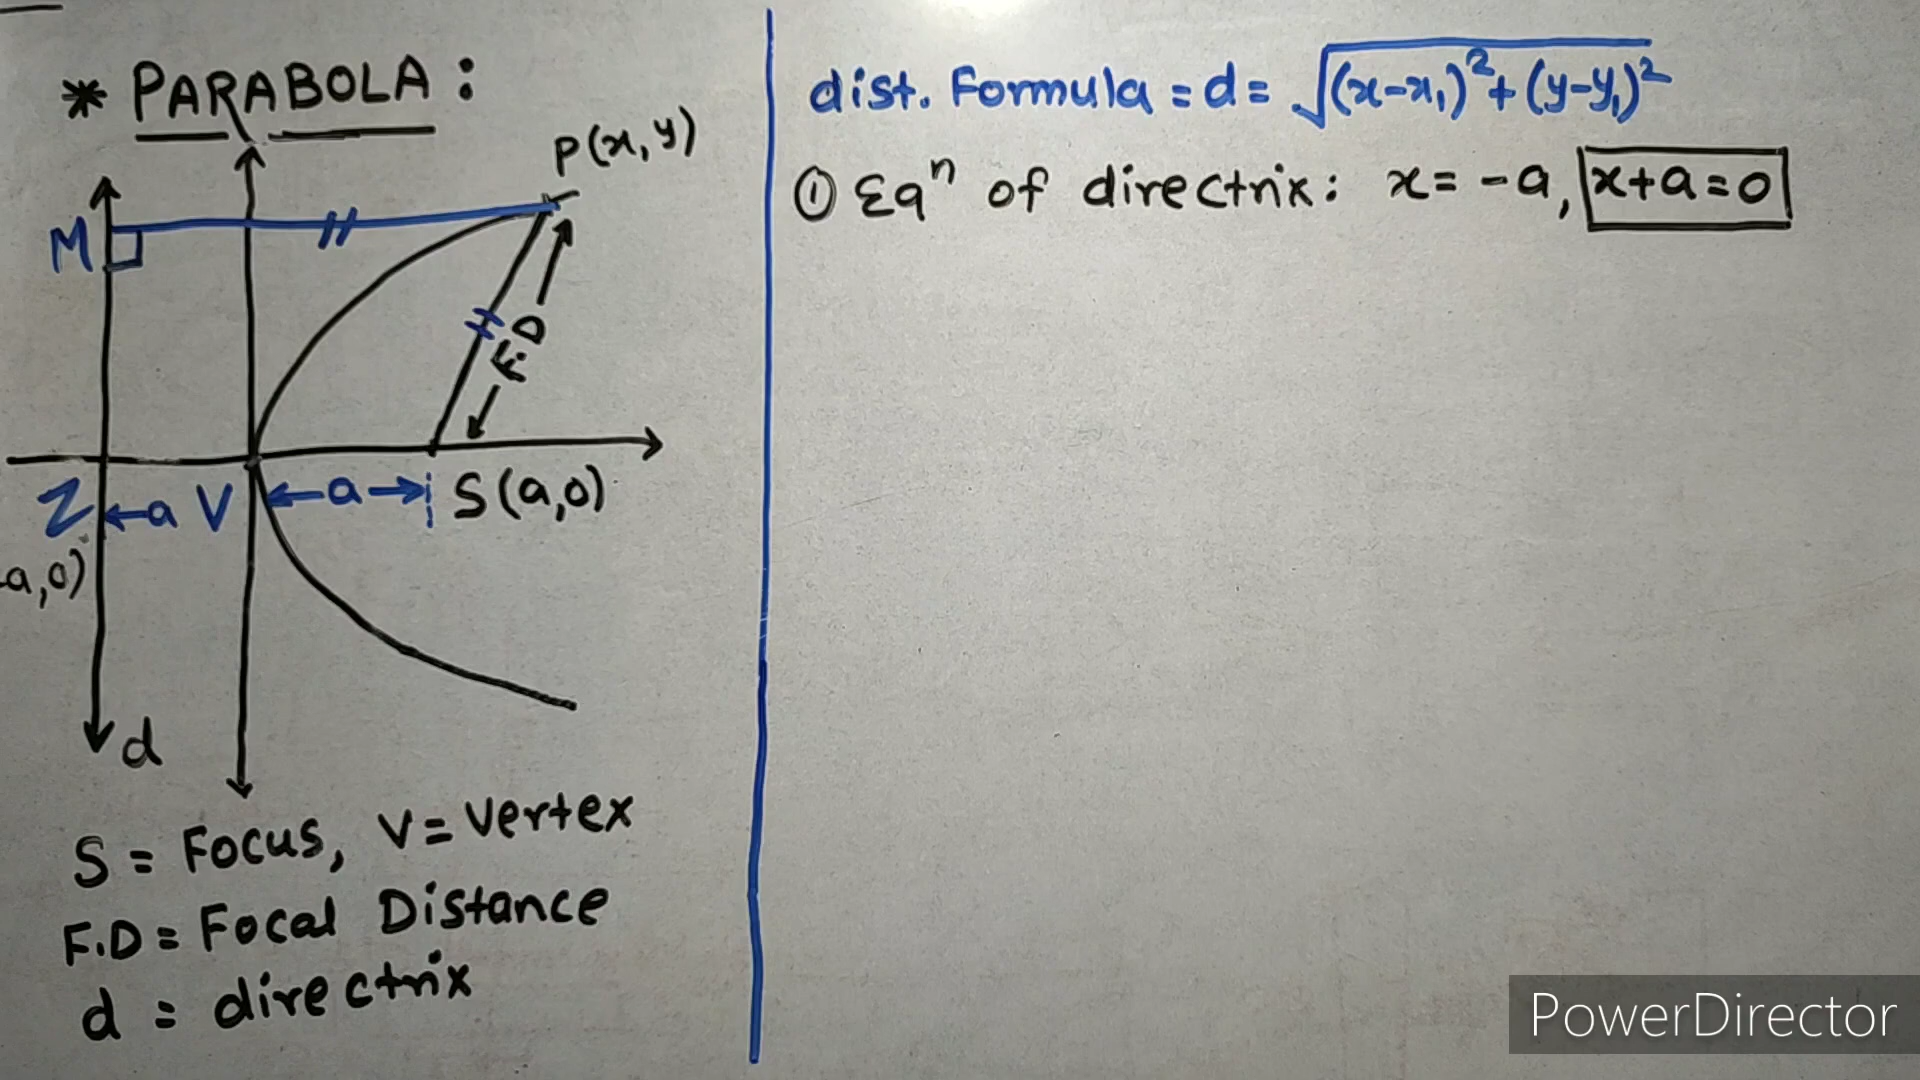 * PARABOLA :
P(x, y)
M
F.D
Z ←a V ←a→ S(a,0)
-a,0)
d
S = Focus, V = Vertex
F.D = Focal Distance
d = directrix
dist. Formula = d = √(x-x₁)²+(y-y₁)²
① Eqⁿ of directrix: x = -a, x+a=0
PowerDirector